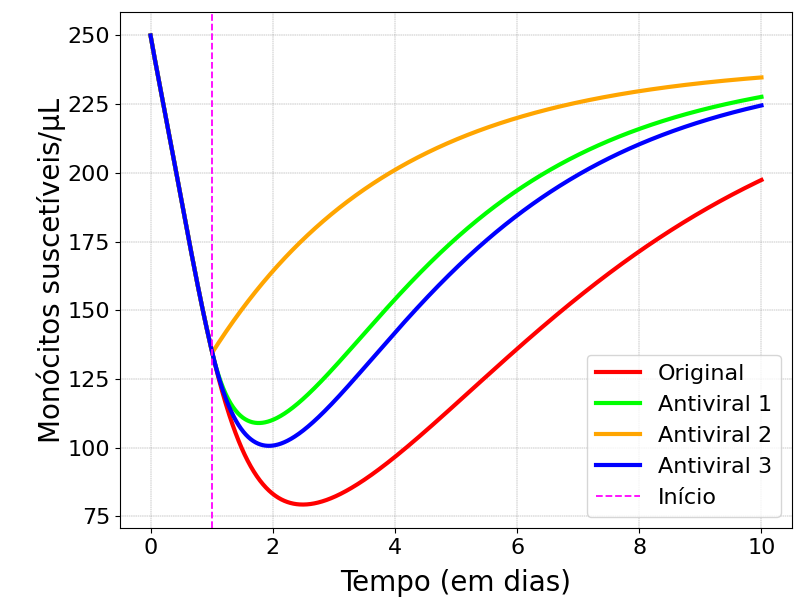 250
225
200
175
150
125
100
75
Monócitos suscetíveis/μL
0
2
4
6
8
10
Tempo (em dias)
Original
Antiviral 1
Antiviral 2
Antiviral 3
Início